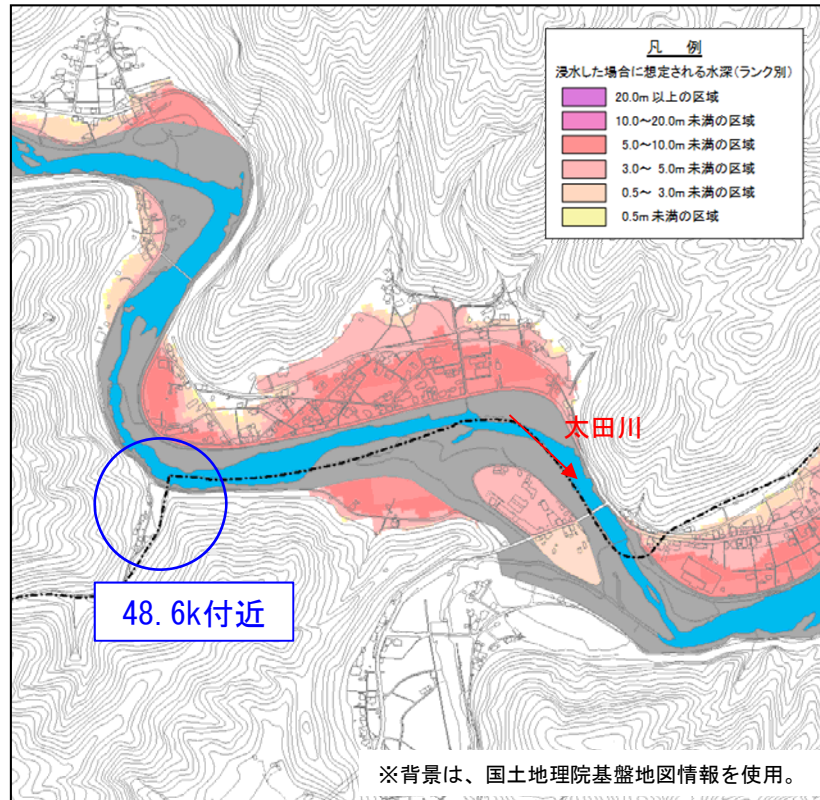 凡　例
浸水した場合に想定される水深(ランク別)
20.0m 以上の区域
10.0～20.0m 未満の区域
5.0～10.0m 未満の区域
3.0～ 5.0m 未満の区域
0.5～ 3.0m 未満の区域
0.5m 未満の区域
太田川
48.6k付近
※背景は、国土地理院基盤地図情報を使用。